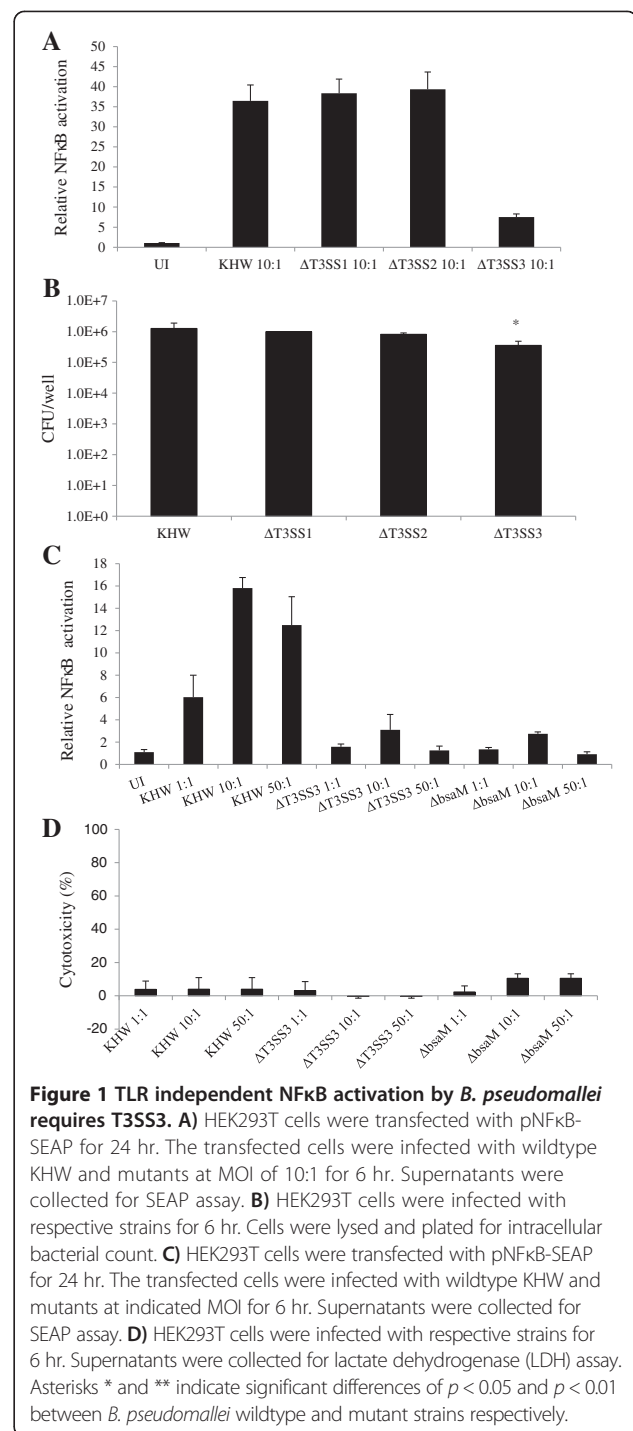 A
Relative NFκB activation
50
45
40
35
30
25
20
15
10
5
0
UI KHW 10:1 ΔT3SS1 10:1 ΔT3SS2 10:1 ΔT3SS3 10:1
B
CFU/well
1.0E+7
1.0E+6
1.0E+5
1.0E+4
1.0E+3
1.0E+2
1.0E+1
1.0E+0
*
KHW ΔT3SS1 ΔT3SS2 ΔT3SS3
C
Relative NFκB activation
18
16
14
12
10
8
6
4
2
0
UI KHW 1:1 KHW 10:1 KHW 50:1 ΔT3SS3 1:1 ΔT3SS3 10:1 ΔT3SS3 50:1 ΔbsaM 1:1 ΔbsaM 10:1 ΔbsaM 50:1
D
Cytotoxicity (%)
100
80
60
40
20
0
-20
KHW 1:1 KHW 10:1 KHW 50:1 ΔT3SS3 1:1 ΔT3SS3 10:1 ΔT3SS3 50:1 ΔbsaM 1:1 ΔbsaM 10:1 ΔbsaM 50:1
Figure 1 TLR independent NFκB activation by B. pseudomallei
requires T3SS3. A) HEK293T cells were transfected with pNFκB-
SEAP for 24 hr. The transfected cells were infected with wildtype
KHW and mutants at MOI of 10:1 for 6 hr. Supernatants were
collected for SEAP assay. B) HEK293T cells were infected with
respective strains for 6 hr. Cells were lysed and plated for intracellular
bacterial count. C) HEK293T cells were transfected with pNFκB-SEAP
for 24 hr. The transfected cells were infected with wildtype KHW and
mutants at indicated MOI for 6 hr. Supernatants were collected for
SEAP assay. D) HEK293T cells were infected with respective strains for
6 hr. Supernatants were collected for lactate dehydrogenase (LDH) assay.
Asterisks * and ** indicate significant differences of p < 0.05 and p < 0.01
between B. pseudomallei wildtype and mutant strains respectively.